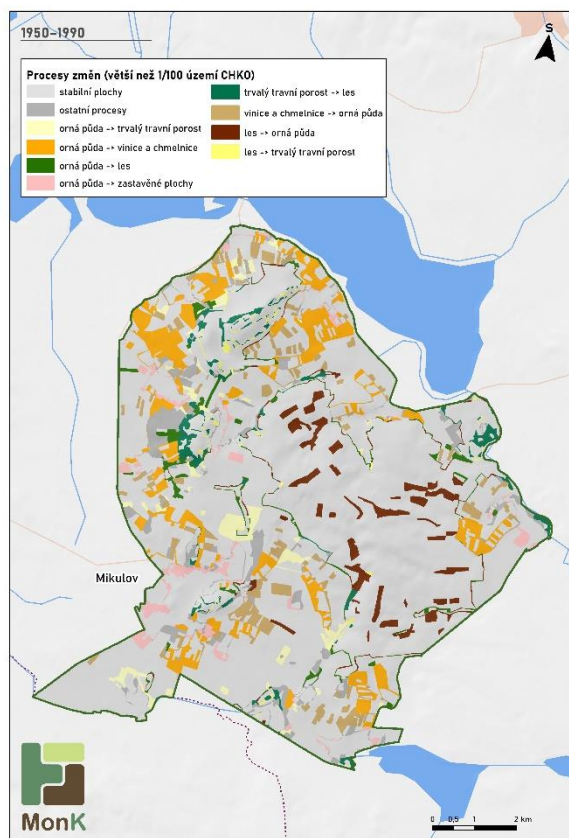 1950–1990
S
Procesy změn (větší než 1/100 území CHKO)
stabilní plochy
ostatní procesy
orná půda -> trvalý travní porost
orná půda -> vinice a chmelnice
orná půda -> les
orná půda -> zastavěné plochy
trvalý travní porost -> les
vinice a chmelnice -> orná půda
les -> orná půda
les -> trvalý travní porost
Mikulov
MonK
0 0,5 1 2 km